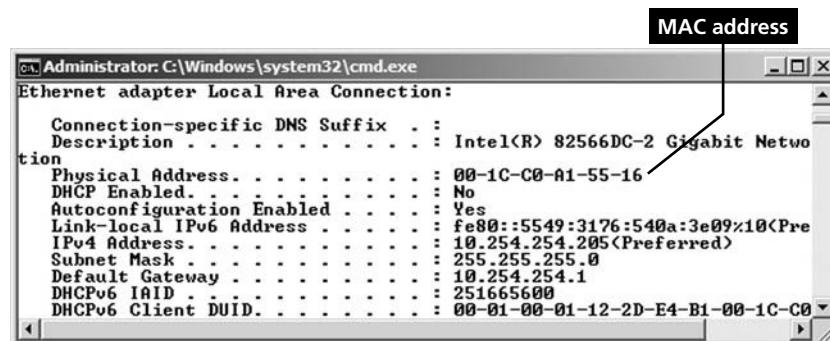 MAC address
Administrator: C:\Windows\system32\cmd.exe
Ethernet adapter Local Area Connection:
Connection-specific DNS Suffix . :
Description . . . . . . . . . . . : Intel(R) 82566DC-2 Gigabit Netwo
tion
Physical Address. . . . . . . . . : 00-1C-C0-A1-55-16
DHCP Enabled. . . . . . . . . . . : No
Autoconfiguration Enabled . . . . : Yes
Link-local IPv6 Address . . . . . : fe80::5549:3176:540a:3e09%10(Pre
IPv4 Address. . . . . . . . . . . : 10.254.254.205(Preferred)
Subnet Mask . . . . . . . . . . . : 255.255.255.0
Default Gateway . . . . . . . . . : 10.254.254.1
DHCPv6 IAID . . . . . . . . . . . : 251665600
DHCPv6 Client DUID. . . . . . . . : 00-01-00-01-12-2D-E4-B1-00-1C-C0